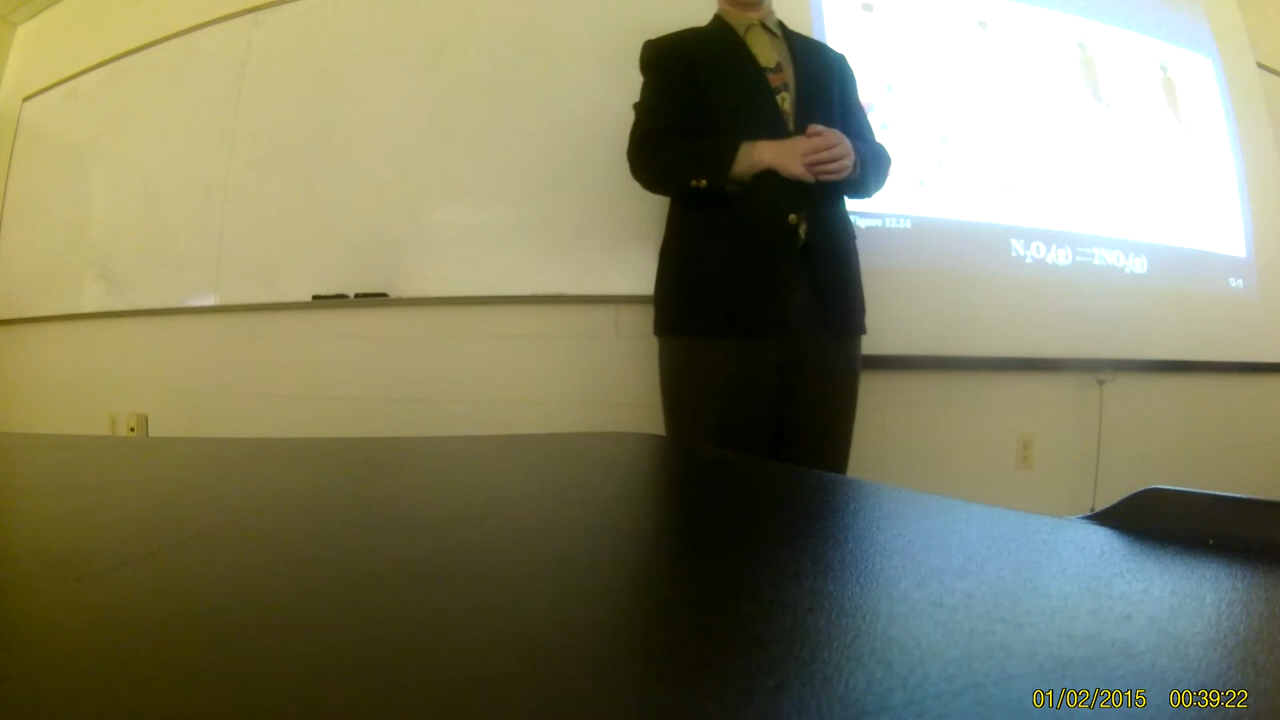 Figure 12.14
N₂O₄(g) ⇌ 2NO₂(g)
01/02/2015 00:39:22